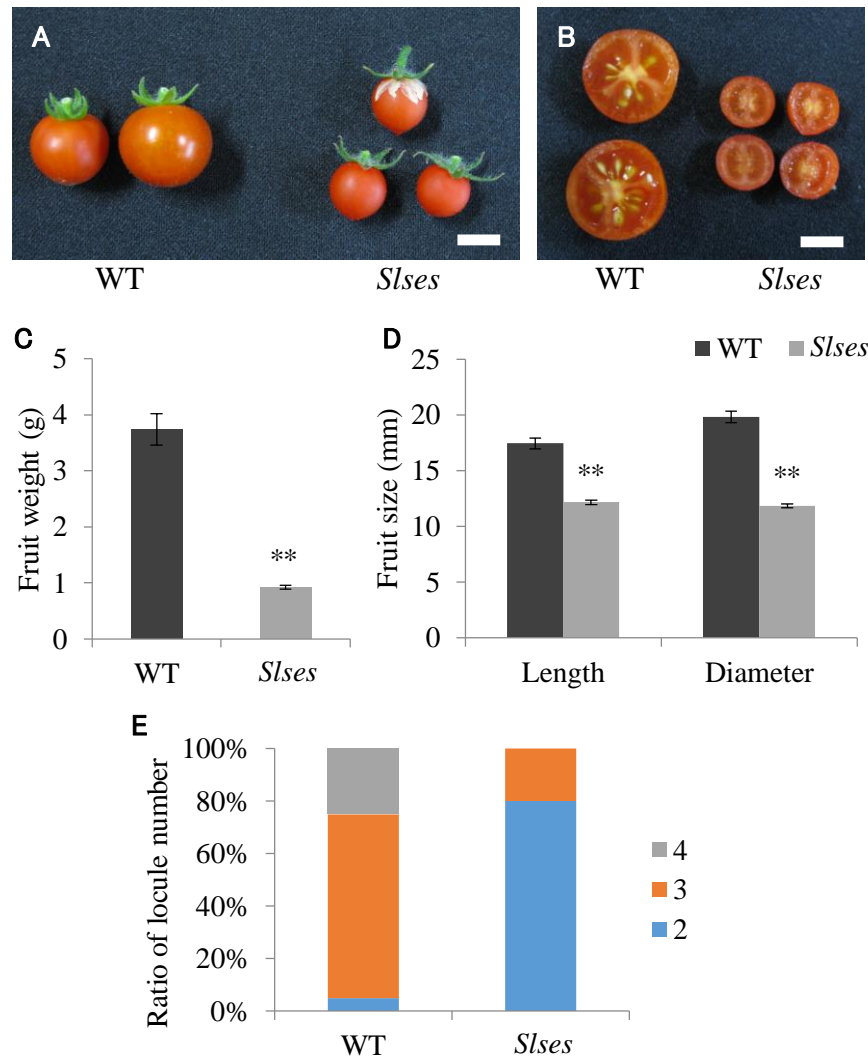 A
B
WT
Slses
WT
Slses
C
Fruit weight (g)
5
4
3
2
1
0
**
WT
Slses
D
WT
Slses
Fruit size (mm)
25
20
15
10
5
0
**
**
Length
Diameter
E
Ratio of locule number
100%
80%
60%
40%
20%
0%
4
3
2
WT
Slses